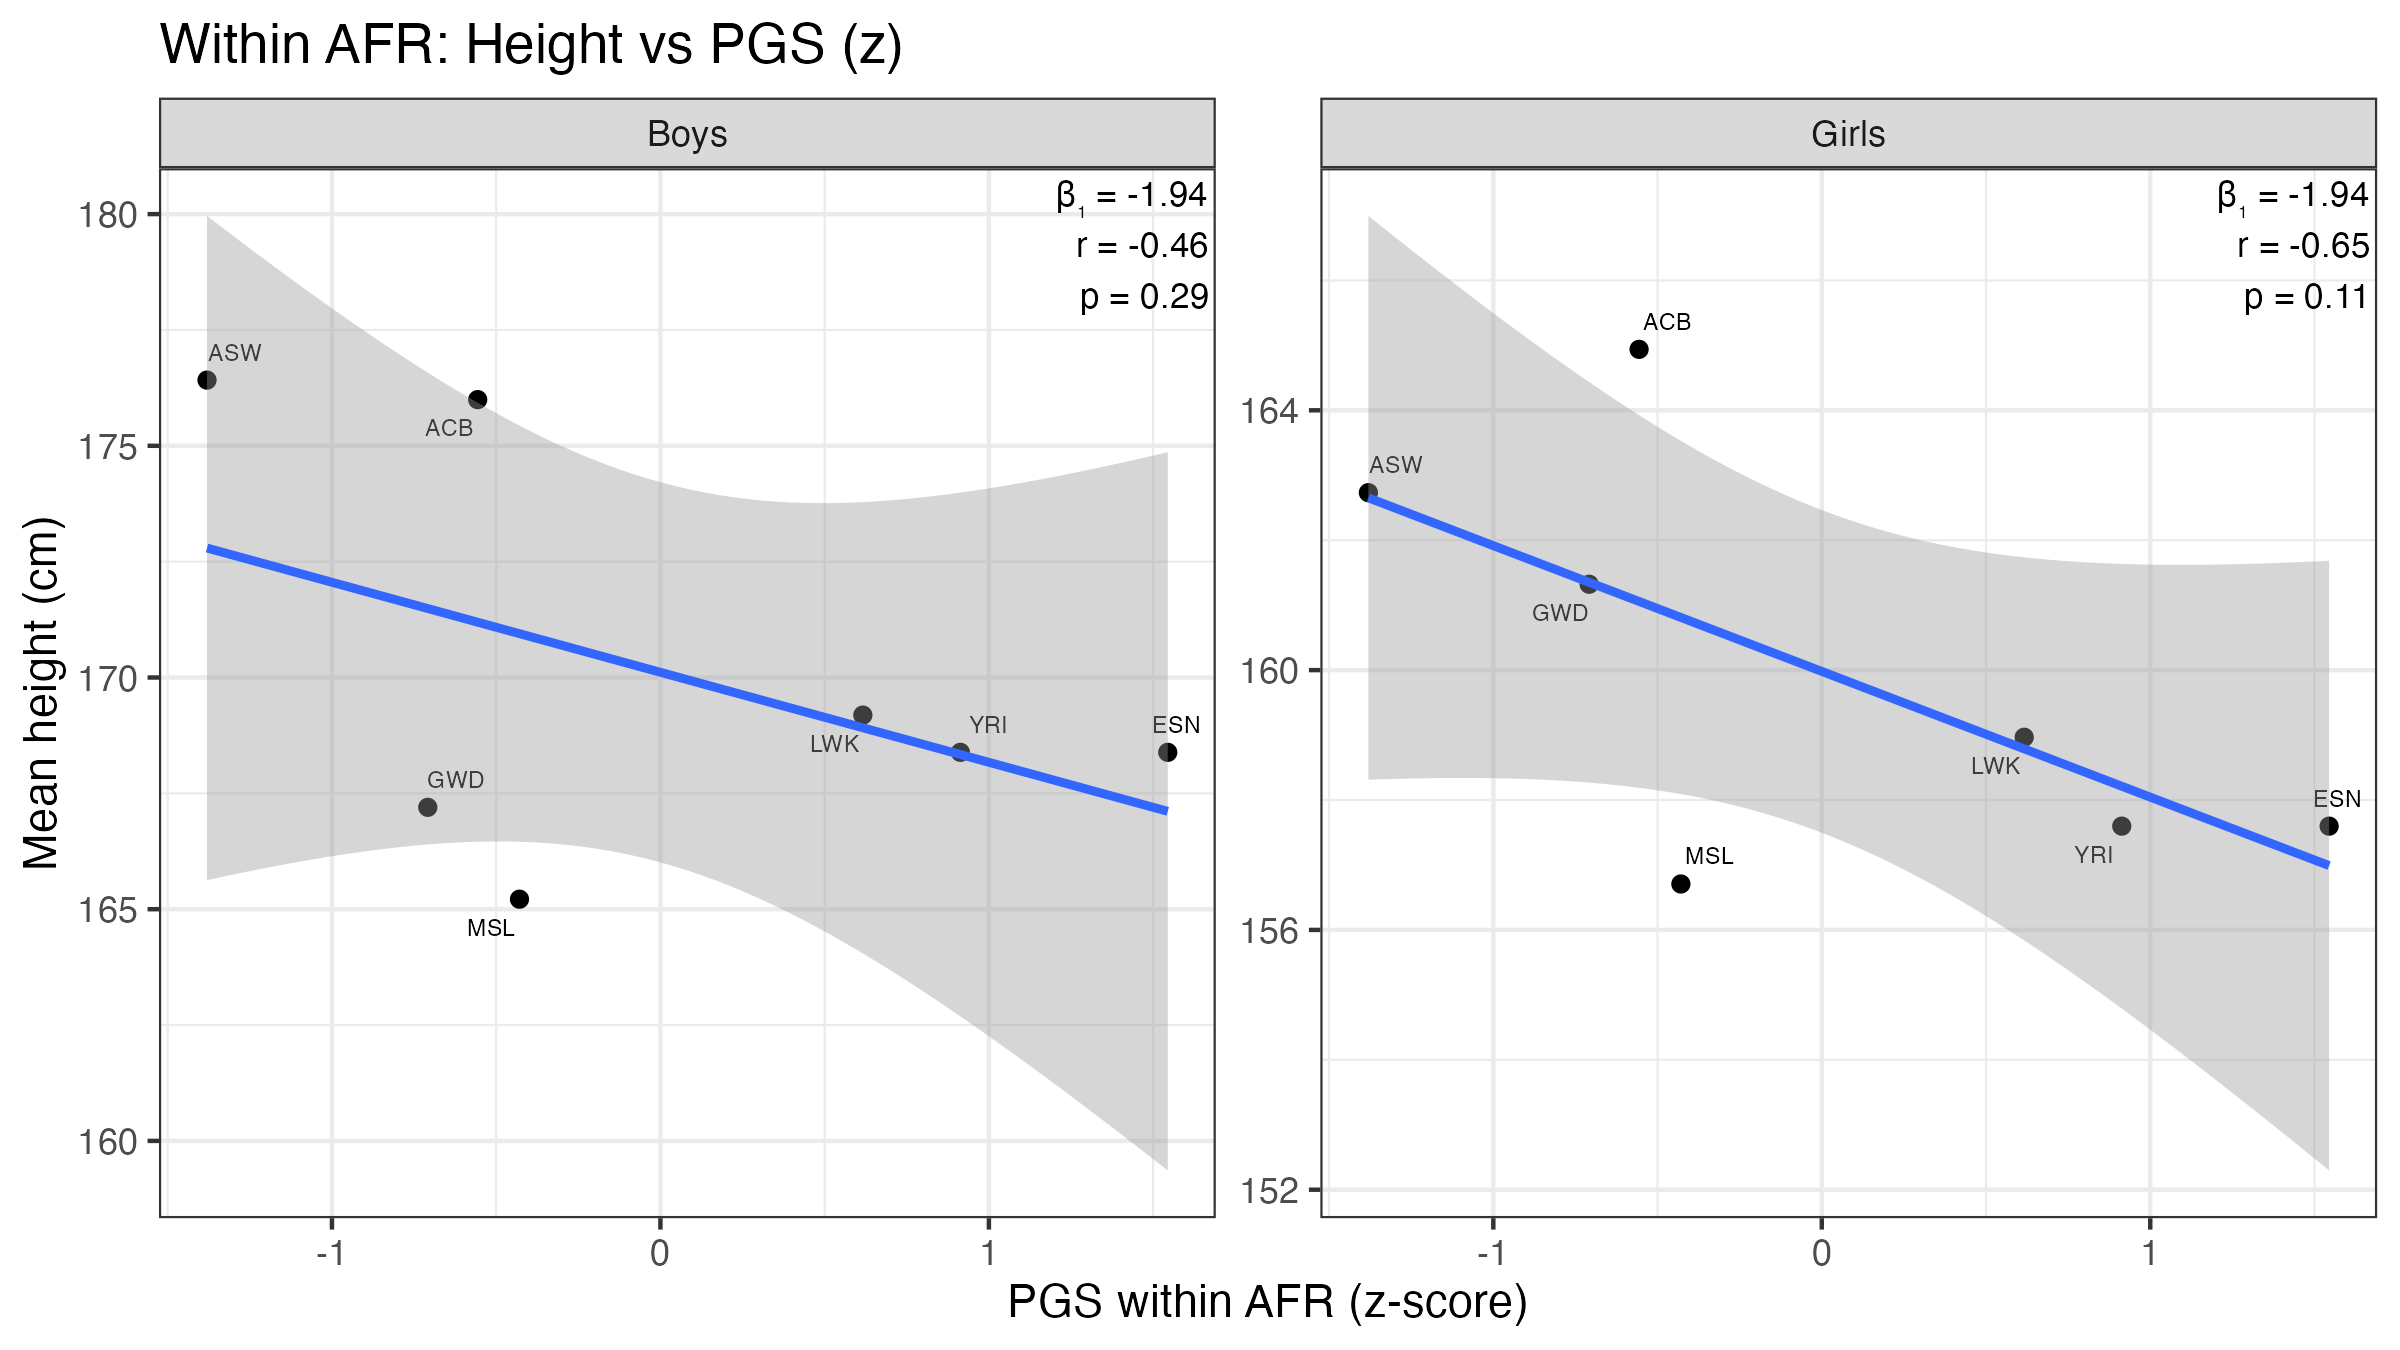 Within AFR: Height vs PGS (z)
Boys
Girls
β₁ = -1.94
r = -0.46
p = 0.29
β₁ = -1.94
r = -0.65
p = 0.11
Mean height (cm)
180
175
170
165
160
ASW
ACB
GWD
MSL
LWK
YRI
ESN
-1
0
1
164
160
156
152
ACB
ASW
GWD
MSL
LWK
YRI
ESN
-1
0
1
PGS within AFR (z-score)